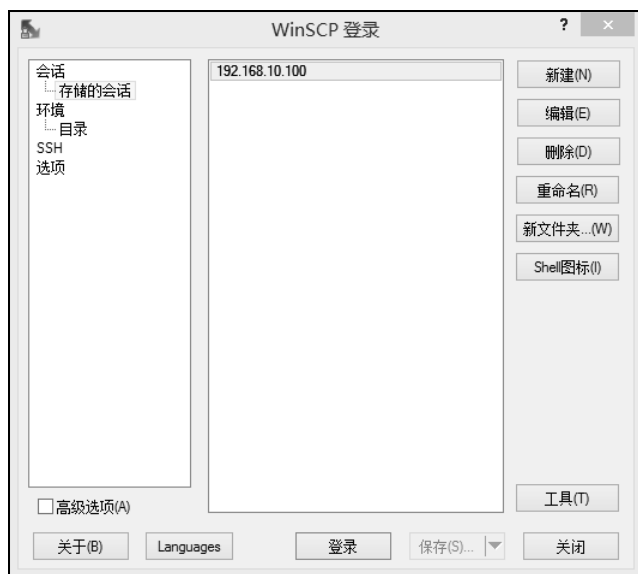 WinSCP 登录
?
×
会话
存储的会话
环境
目录
SSH
选项
192.168.10.100
新建(N)
编辑(E)
删除(D)
重命名(R)
新文件夹...(W)
Shell图标(I)
高级选项(A)
工具(T)
关于(B)
Languages
登录
保存(S)...
关闭